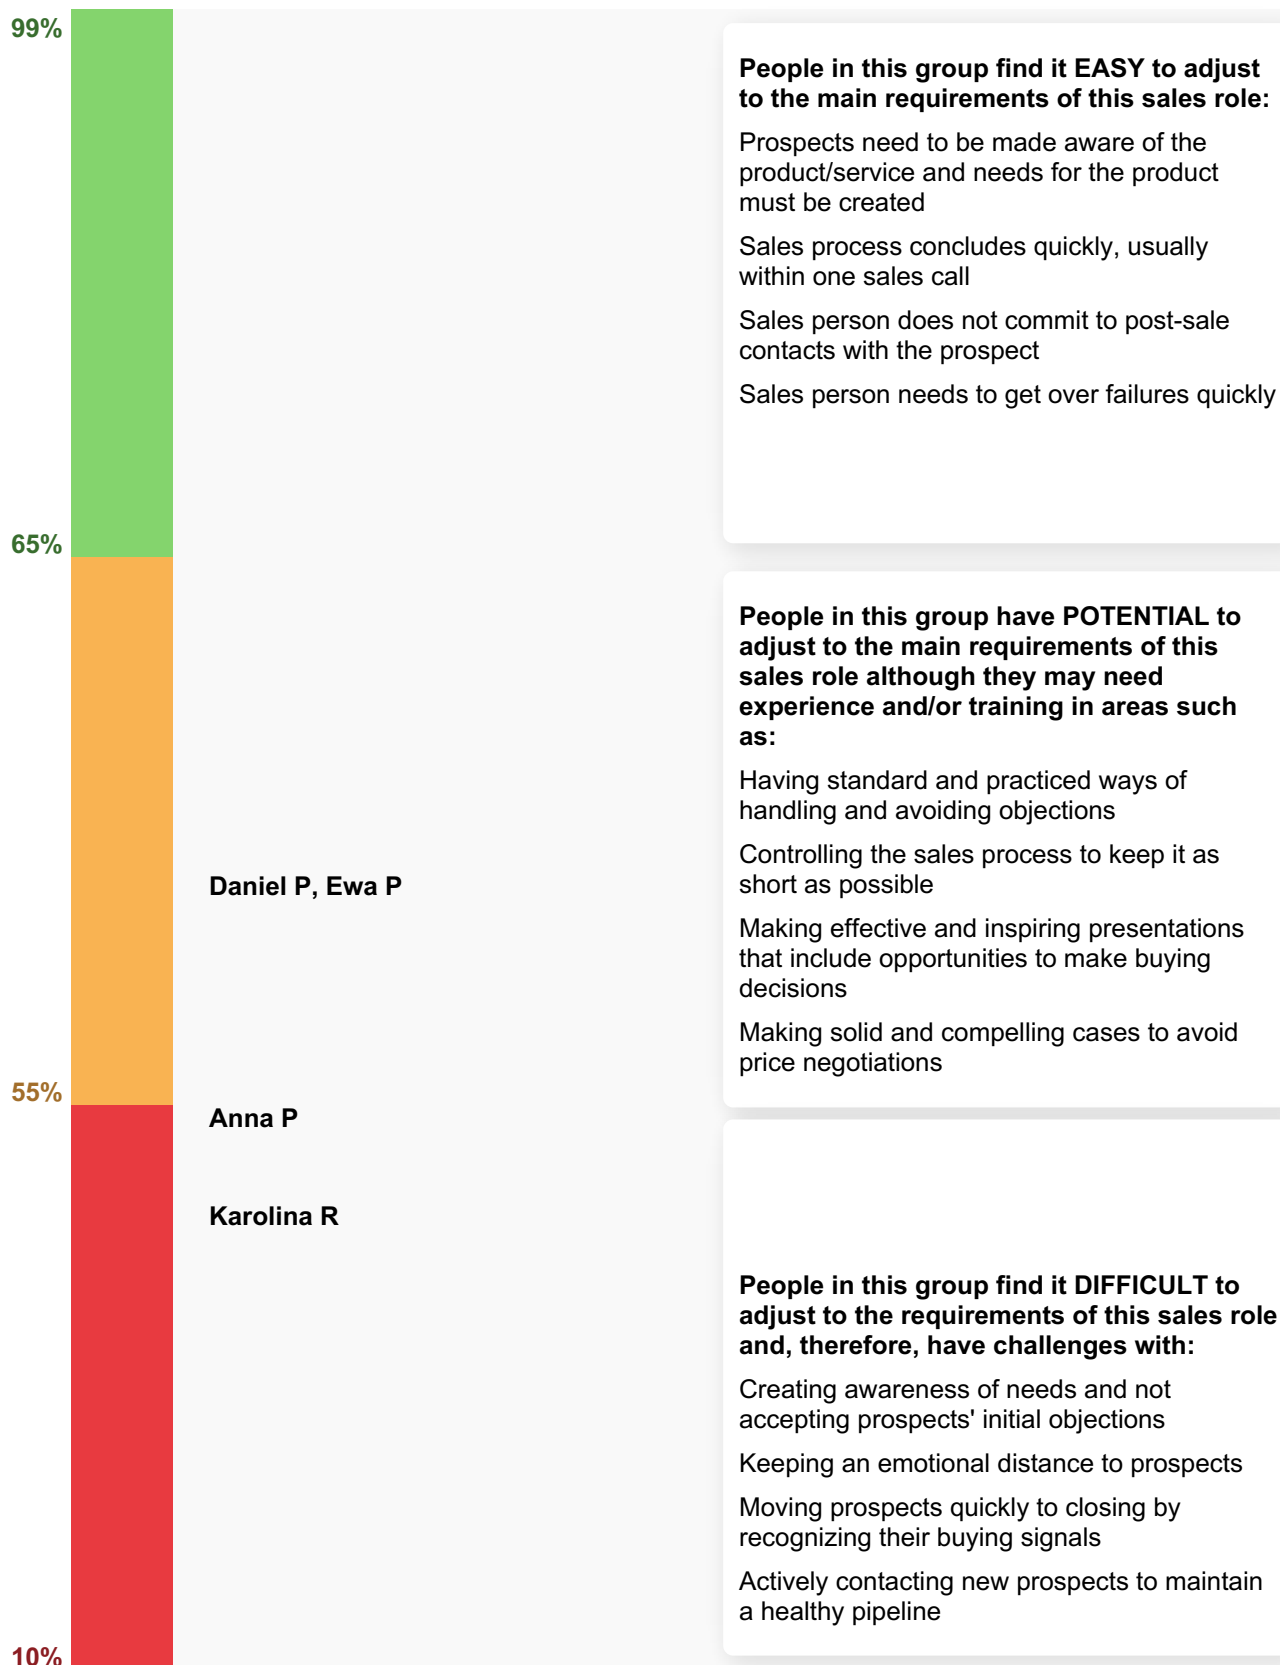 99%
People in this group find it EASY to adjust
to the main requirements of this sales role:
Prospects need to be made aware of the
product/service and needs for the product
must be created
Sales process concludes quickly, usually
within one sales call
Sales person does not commit to post-sale
contacts with the prospect
Sales person needs to get over failures quickly
65%
People in this group have POTENTIAL to
adjust to the main requirements of this
sales role although they may need
experience and/or training in areas such
as:
Having standard and practiced ways of
handling and avoiding objections
Controlling the sales process to keep it as
short as possible
Daniel P, Ewa P
Making effective and inspiring presentations
that include opportunities to make buying
decisions
Making solid and compelling cases to avoid
price negotiations
55%
Anna P
Karolina R
People in this group find it DIFFICULT to
adjust to the requirements of this sales role
and, therefore, have challenges with:
Creating awareness of needs and not
accepting prospects' initial objections
Keeping an emotional distance to prospects
Moving prospects quickly to closing by
recognizing their buying signals
Actively contacting new prospects to maintain
a healthy pipeline
10%